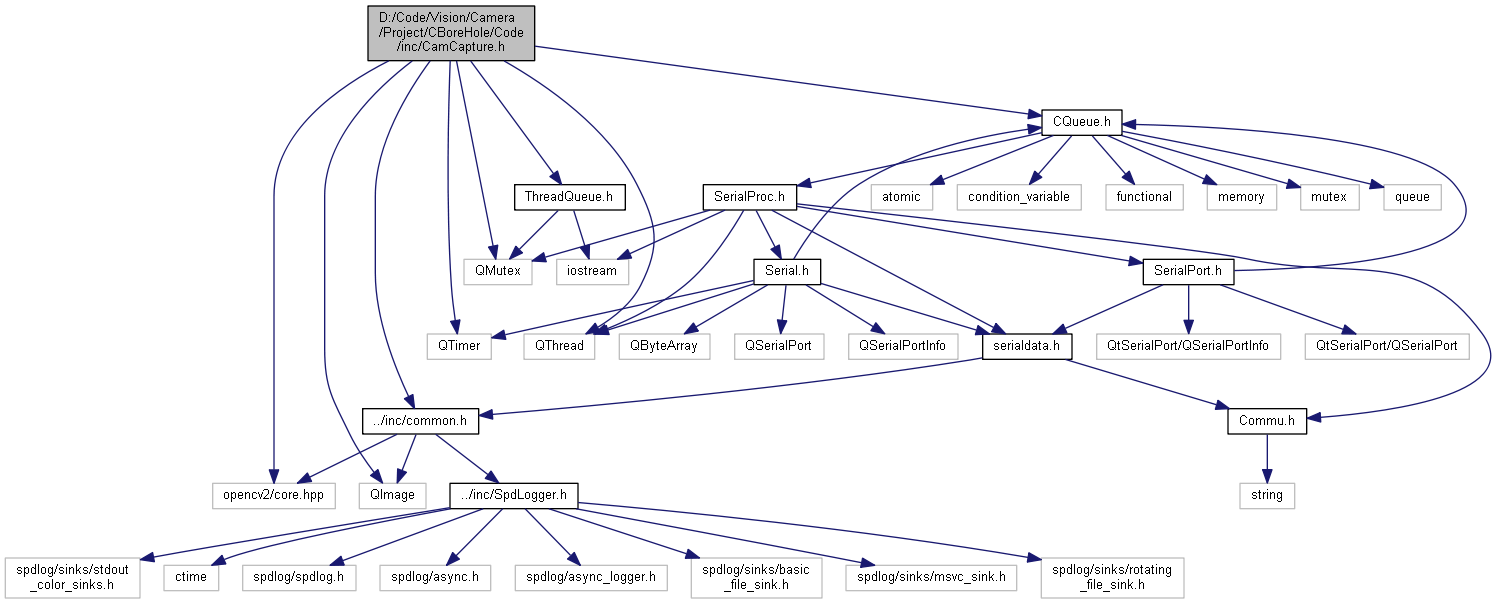 D:/Code/Vision/Camera
/Project/CBoreHole/Code
/inc/CamCapture.h
CQueue.h
ThreadQueue.h
SerialProc.h
atomic
condition_variable
functional
memory
mutex
queue
QMutex
iostream
Serial.h
SerialPort.h
QTimer
QThread
QByteArray
QSerialPort
QSerialPortInfo
serialdata.h
QtSerialPort/QSerialPortInfo
QtSerialPort/QSerialPort
../inc/common.h
Commu.h
opencv2/core.hpp
QImage
../inc/SpdLogger.h
string
spdlog/sinks/stdout
_color_sinks.h
ctime
spdlog/spdlog.h
spdlog/async.h
spdlog/async_logger.h
spdlog/sinks/basic
_file_sink.h
spdlog/sinks/msvc_sink.h
spdlog/sinks/rotating
_file_sink.h